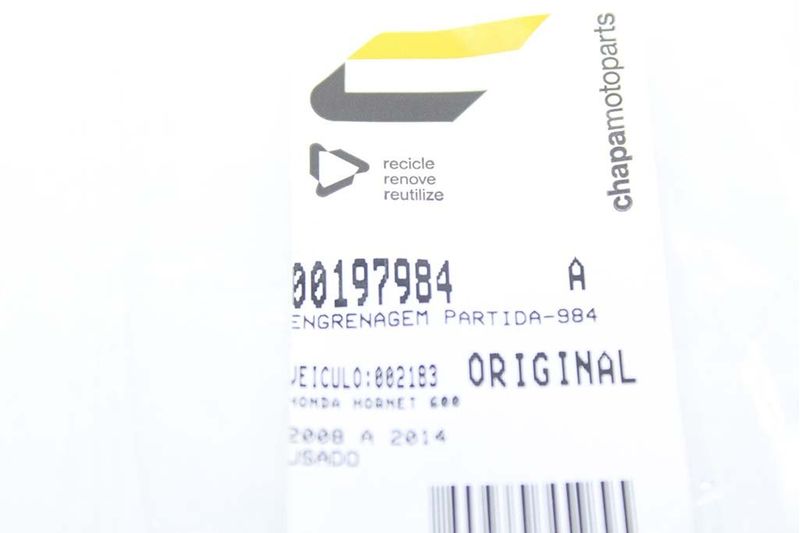 chapamotoparts
recicle
renove
reutilize
00197984 A
ENGRENAGEM PARTIDA-984
VEICULO:002183 ORIGINAL
HONDA HORNET 600
2008 A 2014
USADO